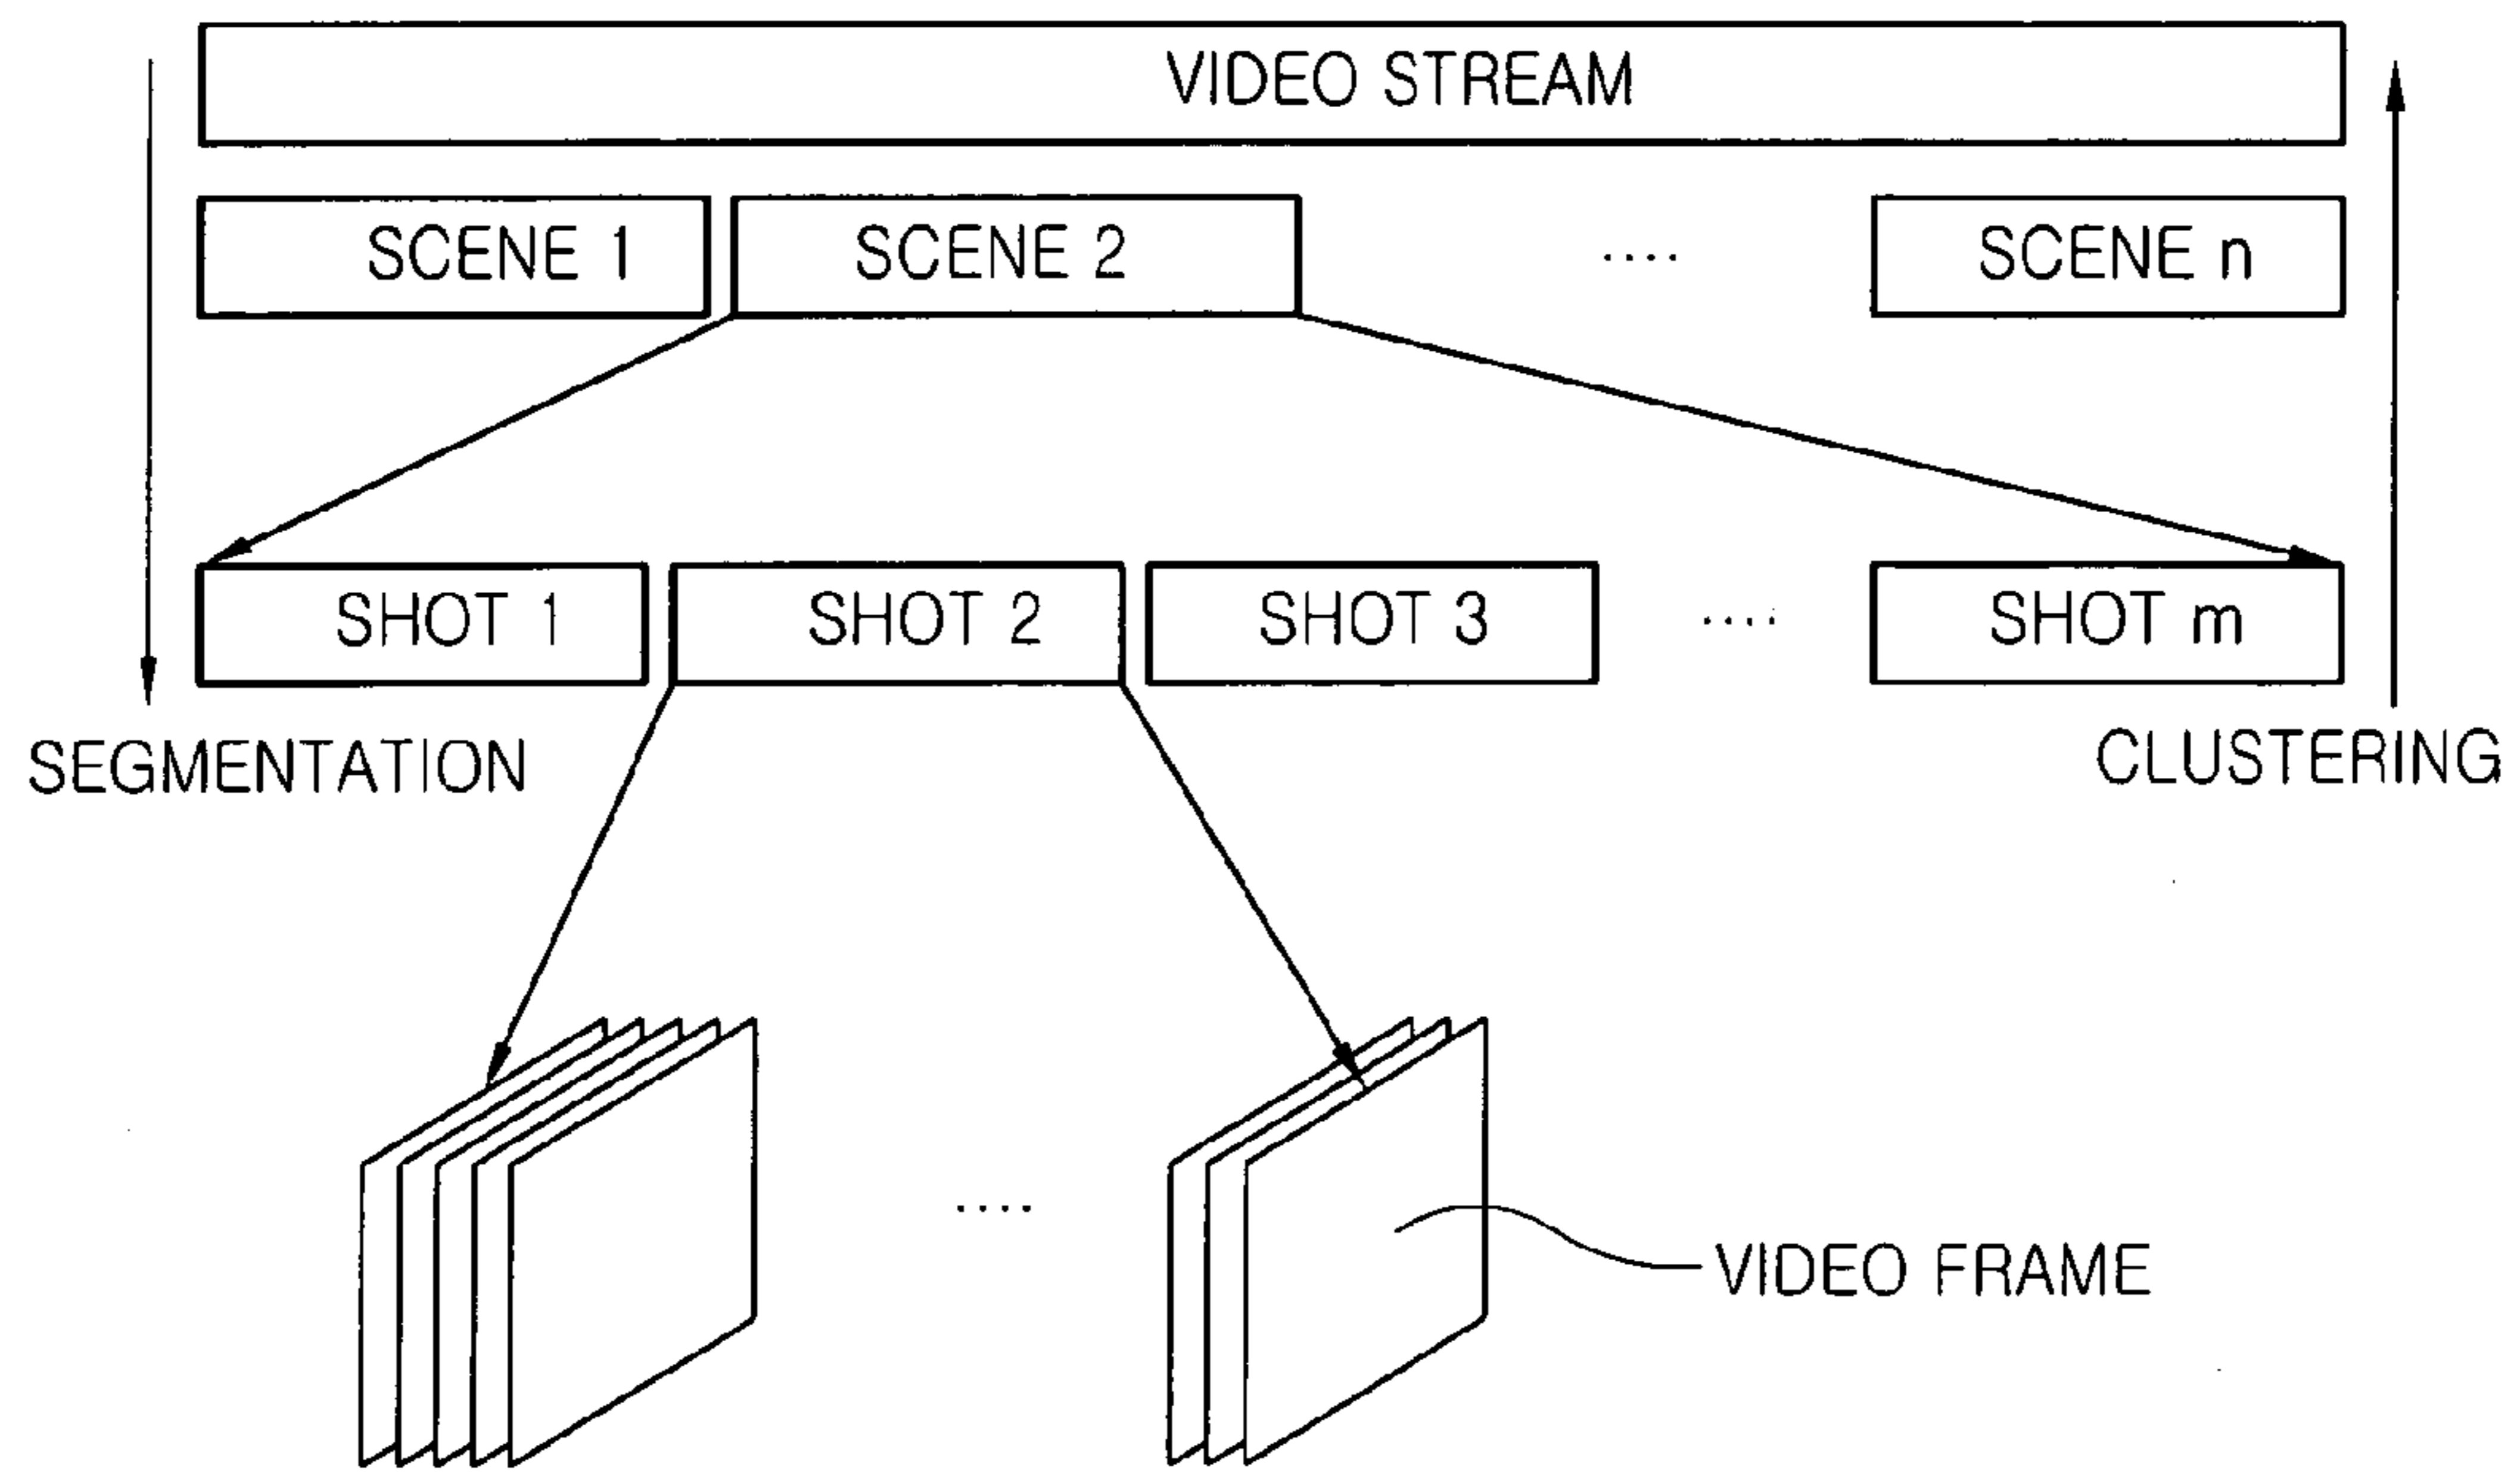 VIDEO STREAM
SCENE 1
SCENE 2
....
SCENE n
SHOT 1
SHOT 2
SHOT 3
....
SHOT m
SEGMENTATION
CLUSTERING
....
VIDEO FRAME